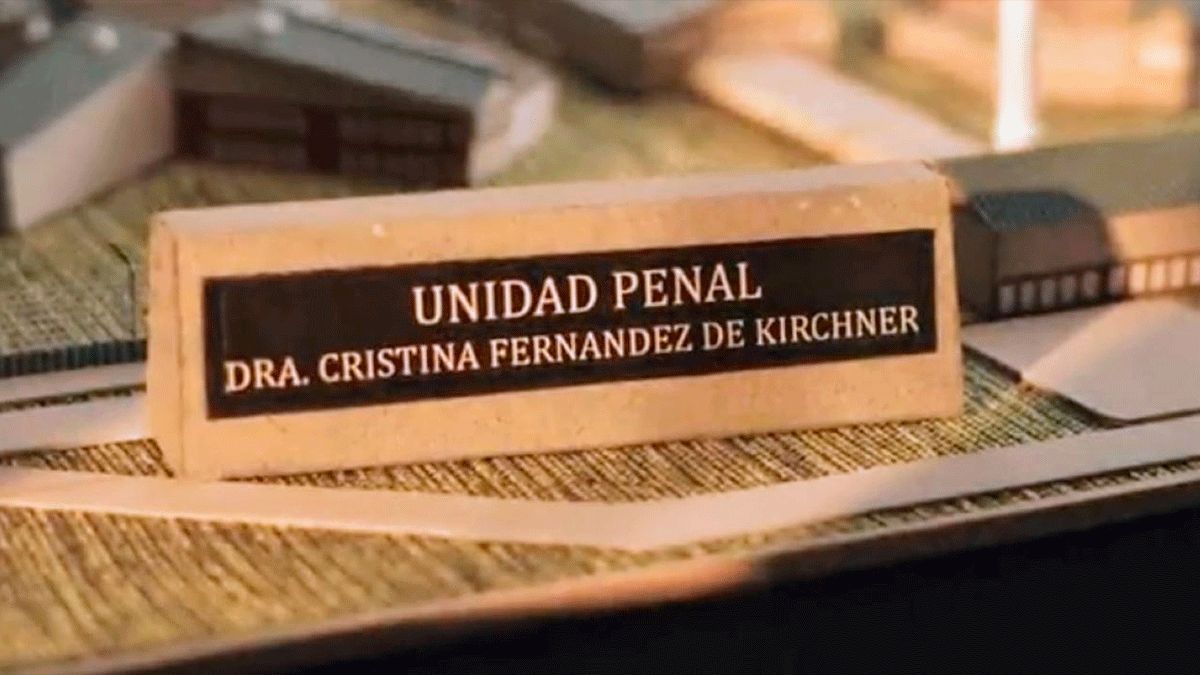 UNIDAD PENAL
DRA. CRISTINA FERNANDEZ DE KIRCHNER